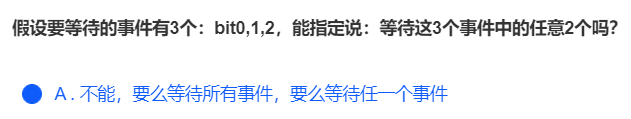 假设要等待的事件有3个：bit0,1,2，能指定说：等待这3个事件中的任意2个吗？
A . 不能，要么等待所有事件，要么等待任一个事件